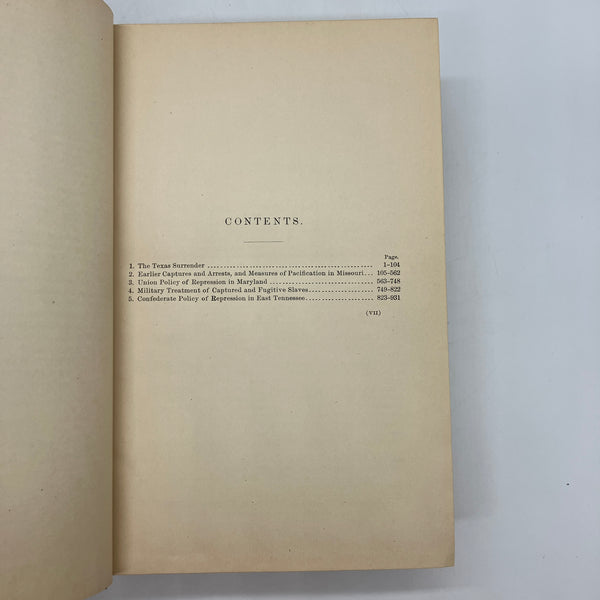 CONTENTS.
Page.
1. The Texas Surrender ........................................ 1–104
2. Earlier Captures and Arrests, and Measures of Pacification in Missouri... 105–562
3. Union Policy of Repression in Maryland ........................... 563–748
4. Military Treatment of Captured and Fugitive Slaves.................. 749–822
5. Confederate Policy of Repression in East Tennessee................... 823–931
(VII)